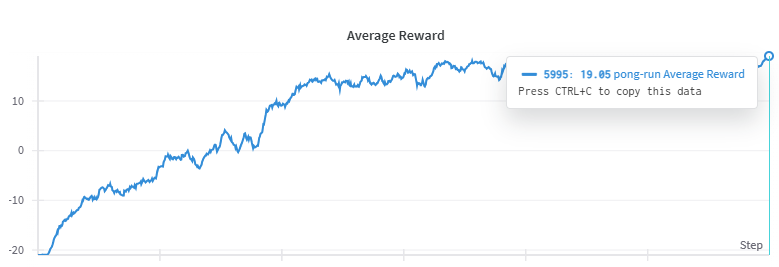 Average Reward
5995: 19.05 pong-run Average Reward
Press CTRL+C to copy this data
10
0
-10
-20
Step